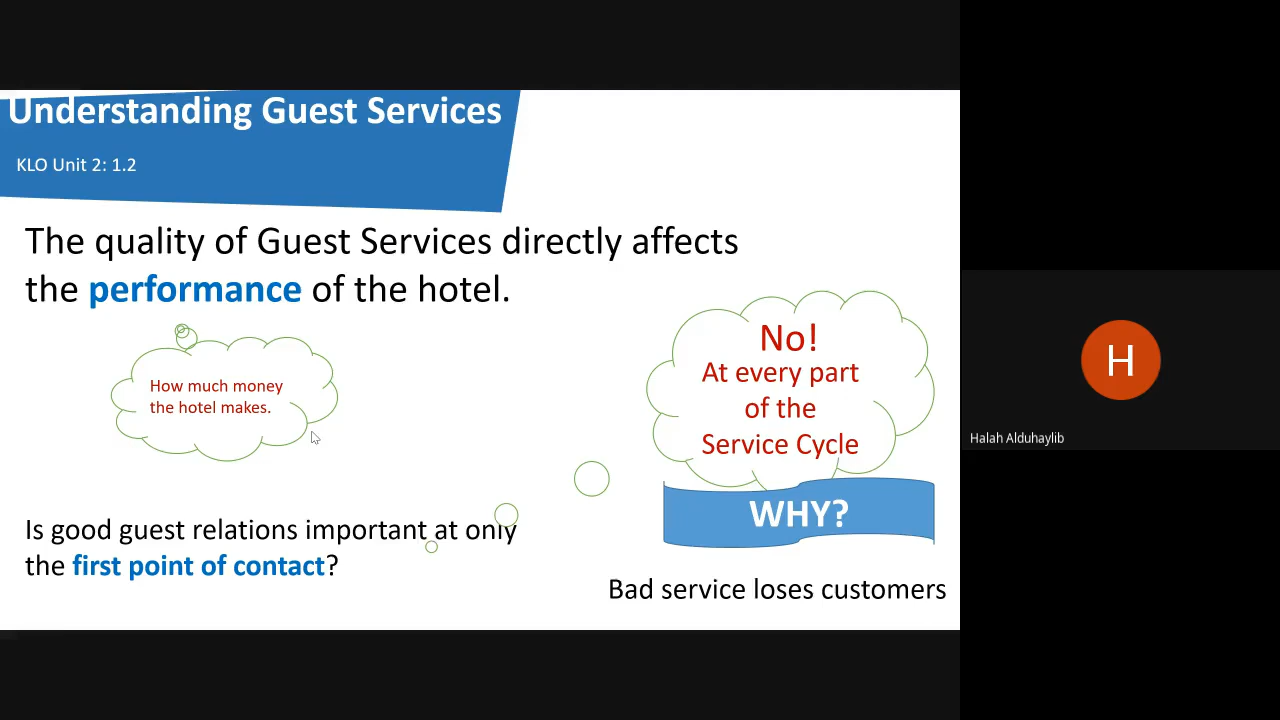 Understanding Guest Services
KLO Unit 2: 1.2
The quality of Guest Services directly affects
the performance of the hotel.
How much money
the hotel makes.
No!
At every part
of the
Service Cycle
WHY?
Is good guest relations important at only
the first point of contact?
Bad service loses customers
H
Halah Alduhaylib